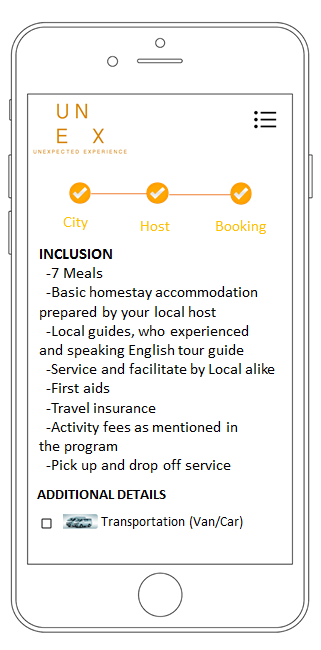 UN
E X
UNEXPECTED EXPERIENCE
City Host Booking
INCLUSION
-7 Meals
-Basic homestay accommodation
prepared by your local host
-Local guides, who experienced
and speaking English tour guide
-Service and facilitate by Local alike
-First aids
-Travel insurance
-Activity fees as mentioned in
the program
-Pick up and drop off service
ADDITIONAL DETAILS
Transportation (Van/Car)